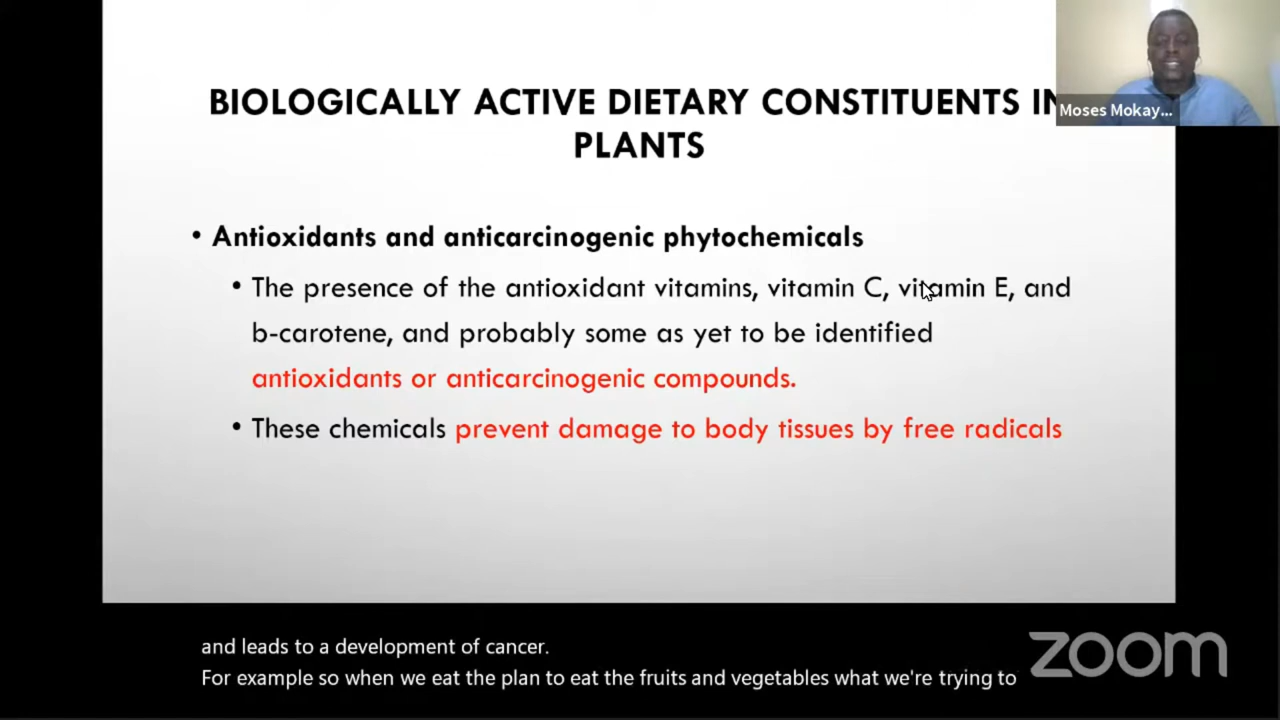 BIOLOGICALLY ACTIVE DIETARY CONSTITUENTS IN
PLANTS
Moses Mokay...
• Antioxidants and anticarcinogenic phytochemicals
• The presence of the antioxidant vitamins, vitamin C, vitamin E, and
b-carotene, and probably some as yet to be identified
antioxidants or anticarcinogenic compounds.
• These chemicals prevent damage to body tissues by free radicals
and leads to a development of cancer.
For example so when we eat the plan to eat the fruits and vegetables what we're trying to
zoom